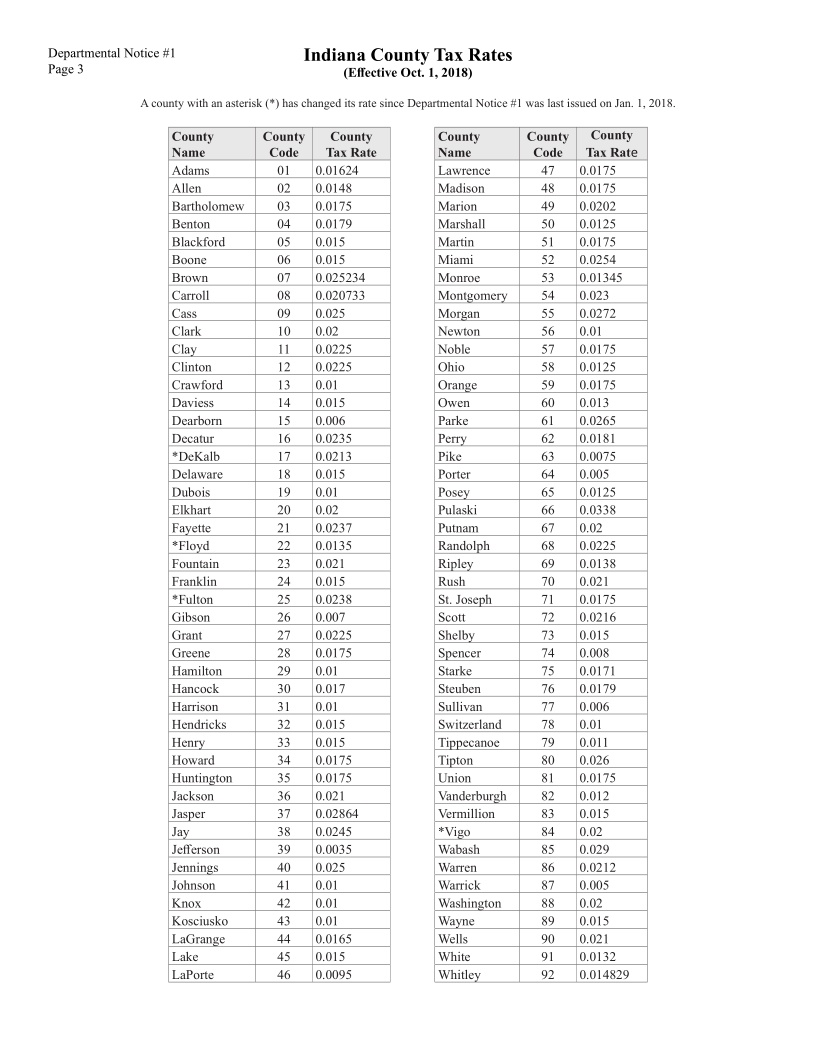 Departmental Notice #1
Page 3
Indiana County Tax Rates
(Effective Oct. 1, 2018)
A county with an asterisk (*) has changed its rate since Departmental Notice #1 was last issued on Jan. 1, 2018.
County Name County Code County Tax Rate
Adams 01 0.01624
Allen 02 0.0148
Bartholomew 03 0.0175
Benton 04 0.0179
Blackford 05 0.015
Boone 06 0.015
Brown 07 0.025234
Carroll 08 0.020733
Cass 09 0.025
Clark 10 0.02
Clay 11 0.0225
Clinton 12 0.0225
Crawford 13 0.01
Daviess 14 0.015
Dearborn 15 0.006
Decatur 16 0.0235
*DeKalb 17 0.0213
Delaware 18 0.015
Dubois 19 0.01
Elkhart 20 0.02
Fayette 21 0.0237
*Floyd 22 0.0135
Fountain 23 0.021
Franklin 24 0.015
*Fulton 25 0.0238
Gibson 26 0.007
Grant 27 0.0225
Greene 28 0.0175
Hamilton 29 0.01
Hancock 30 0.017
Harrison 31 0.01
Hendricks 32 0.015
Henry 33 0.015
Howard 34 0.0175
Huntington 35 0.0175
Jackson 36 0.021
Jasper 37 0.02864
Jay 38 0.0245
Jefferson 39 0.0035
Jennings 40 0.025
Johnson 41 0.01
Knox 42 0.01
Kosciusko 43 0.01
LaGrange 44 0.0165
Lake 45 0.015
LaPorte 46 0.0095
County Name County Code County Tax Rate
Lawrence 47 0.0175
Madison 48 0.0175
Marion 49 0.0202
Marshall 50 0.0125
Martin 51 0.0175
Miami 52 0.0254
Monroe 53 0.01345
Montgomery 54 0.023
Morgan 55 0.0272
Newton 56 0.01
Noble 57 0.0175
Ohio 58 0.0125
Orange 59 0.0175
Owen 60 0.013
Parke 61 0.0265
Perry 62 0.0181
Pike 63 0.0075
Porter 64 0.005
Posey 65 0.0125
Pulaski 66 0.0338
Putnam 67 0.02
Randolph 68 0.0225
Ripley 69 0.0138
Rush 70 0.021
St. Joseph 71 0.0175
Scott 72 0.0216
Shelby 73 0.015
Spencer 74 0.008
Starke 75 0.0171
Steuben 76 0.0179
Sullivan 77 0.006
Switzerland 78 0.01
Tippecanoe 79 0.011
Tipton 80 0.026
Union 81 0.0175
Vanderburgh 82 0.012
Vermillion 83 0.015
*Vigo 84 0.02
Wabash 85 0.029
Warren 86 0.0212
Warrick 87 0.005
Washington 88 0.02
Wayne 89 0.015
Wells 90 0.021
White 91 0.0132
Whitley 92 0.014829